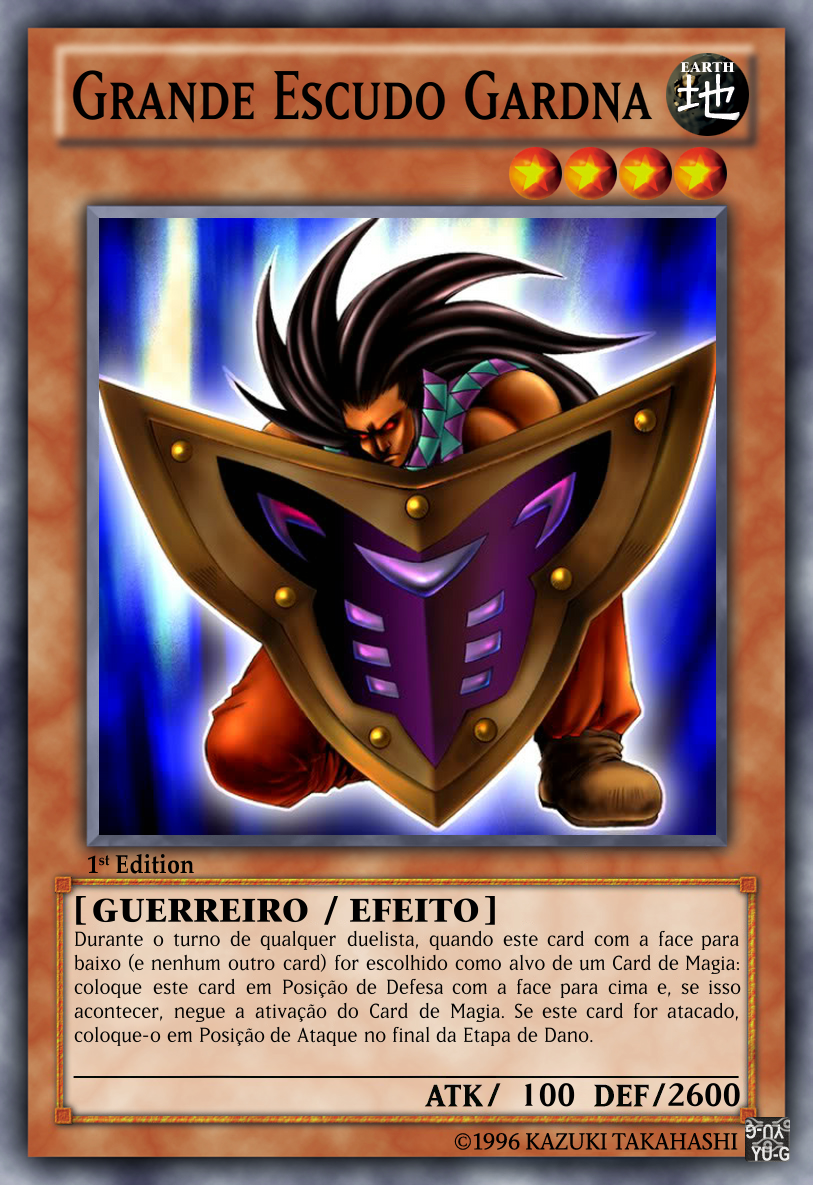 GRANDE ESCUDO GARDNA
EARTH
地
1st Edition
[ GUERREIRO / EFEITO ]
Durante o turno de qualquer duelista, quando este card com a face para
baixo (e nenhum outro card) for escolhido como alvo de um Card de Magia:
coloque este card em Posição de Defesa com a face para cima e, se isso
acontecer, negue a ativação do Card de Magia. Se este card for atacado,
coloque-o em Posição de Ataque no final da Etapa de Dano.
ATK/ 100 DEF/2600
©1996 KAZUKI TAKAHASHI
YU-G
YU-G